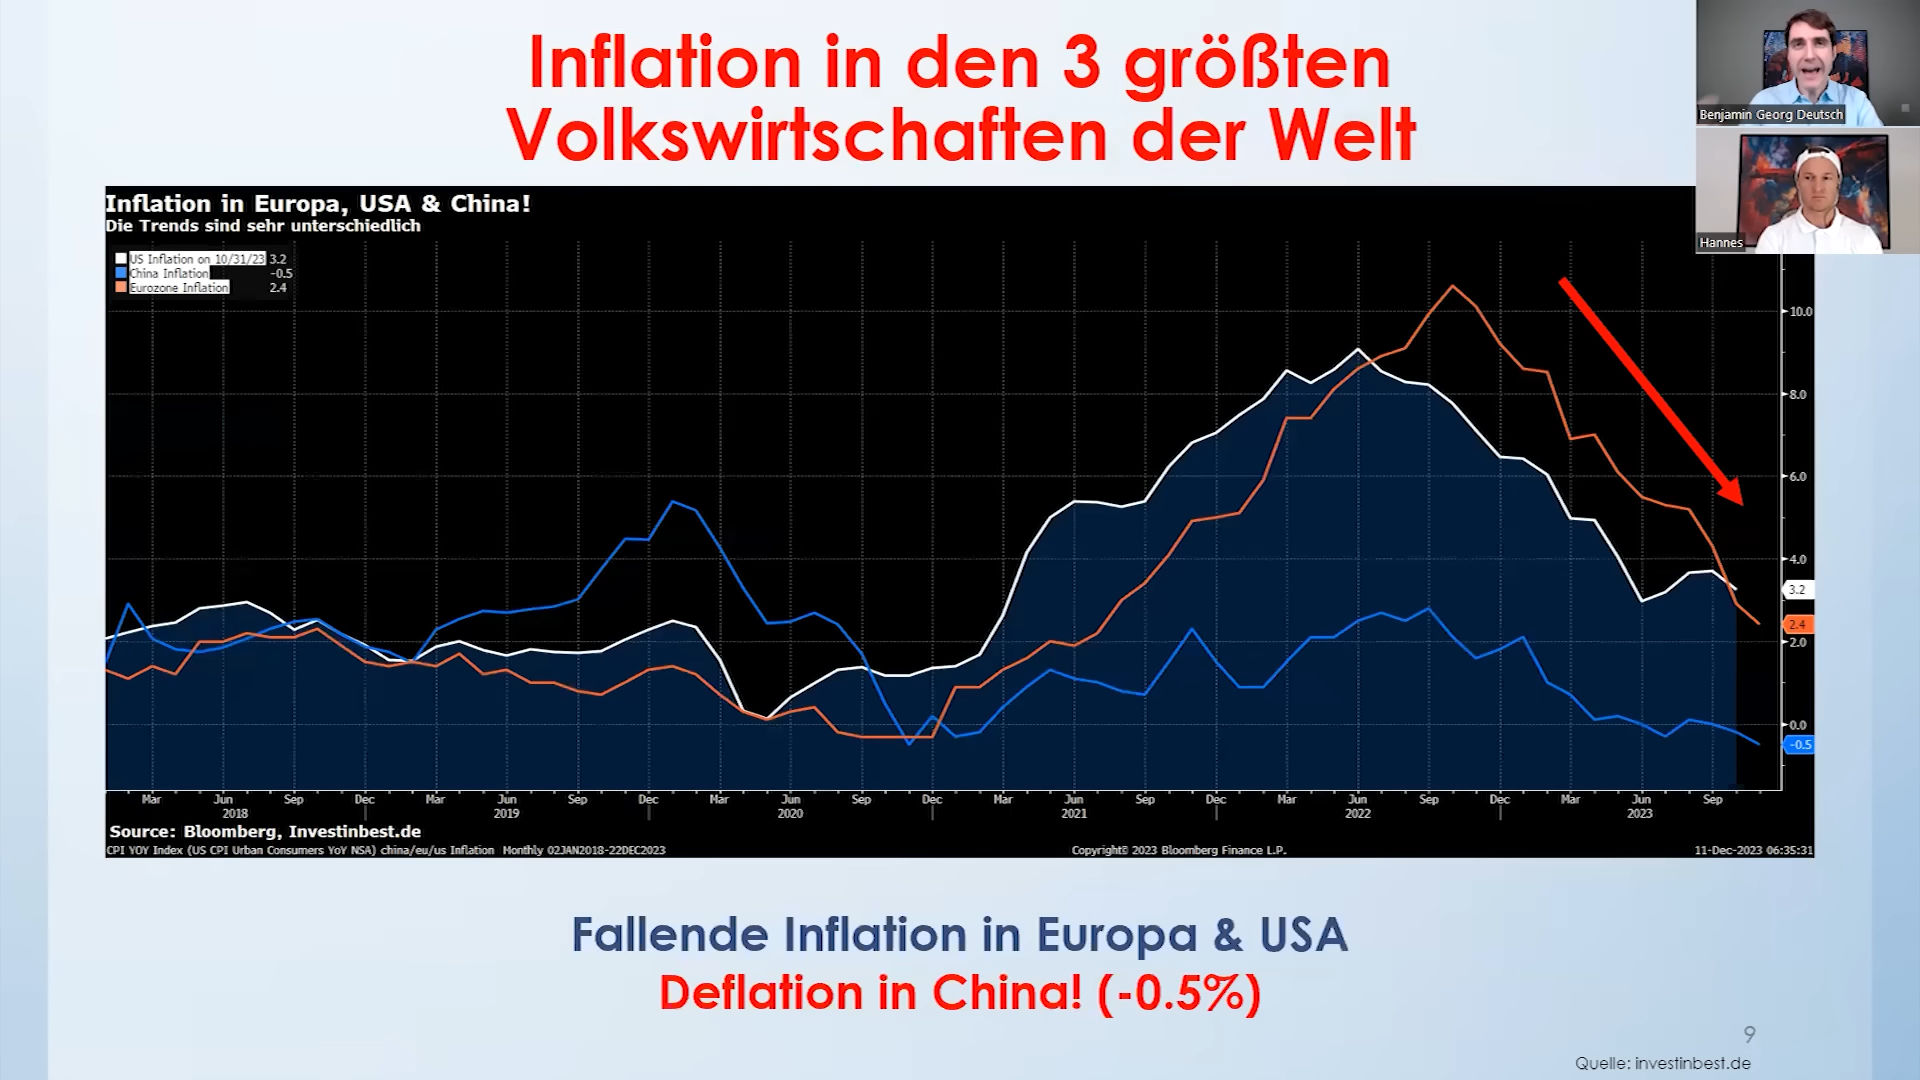 Inflation in den 3 größten
Volkswirtschaften der Welt
Benjamin Georg Deutsch
Hannes
Inflation in Europa, USA & China!
Die Trends sind sehr unterschiedlich
US Inflation on 10/31/23 3.2
China Inflation -0.5
Eurozone Inflation 2.4
10.0
8.0
6.0
4.0
3.2
2.4
2.0
0.0
-0.5
Mar Jun Sep Dec Mar Jun Sep Dec Mar Jun Sep Dec Mar Jun Sep Dec Mar Jun Sep Dec Mar Jun Sep
2018 2019 2020 2021 2022 2023
Source: Bloomberg, Investinbest.de
CPI YOY Index (US CPI Urban Consumers YoY NSA) china/eu/us Inflation Monthly 02JAN2018-22DEC2023 Copyright© 2023 Bloomberg Finance L.P. 11-Dec-2023 06:35:31
Fallende Inflation in Europa & USA
Deflation in China! (-0.5%)
9
Quelle: investinbest.de